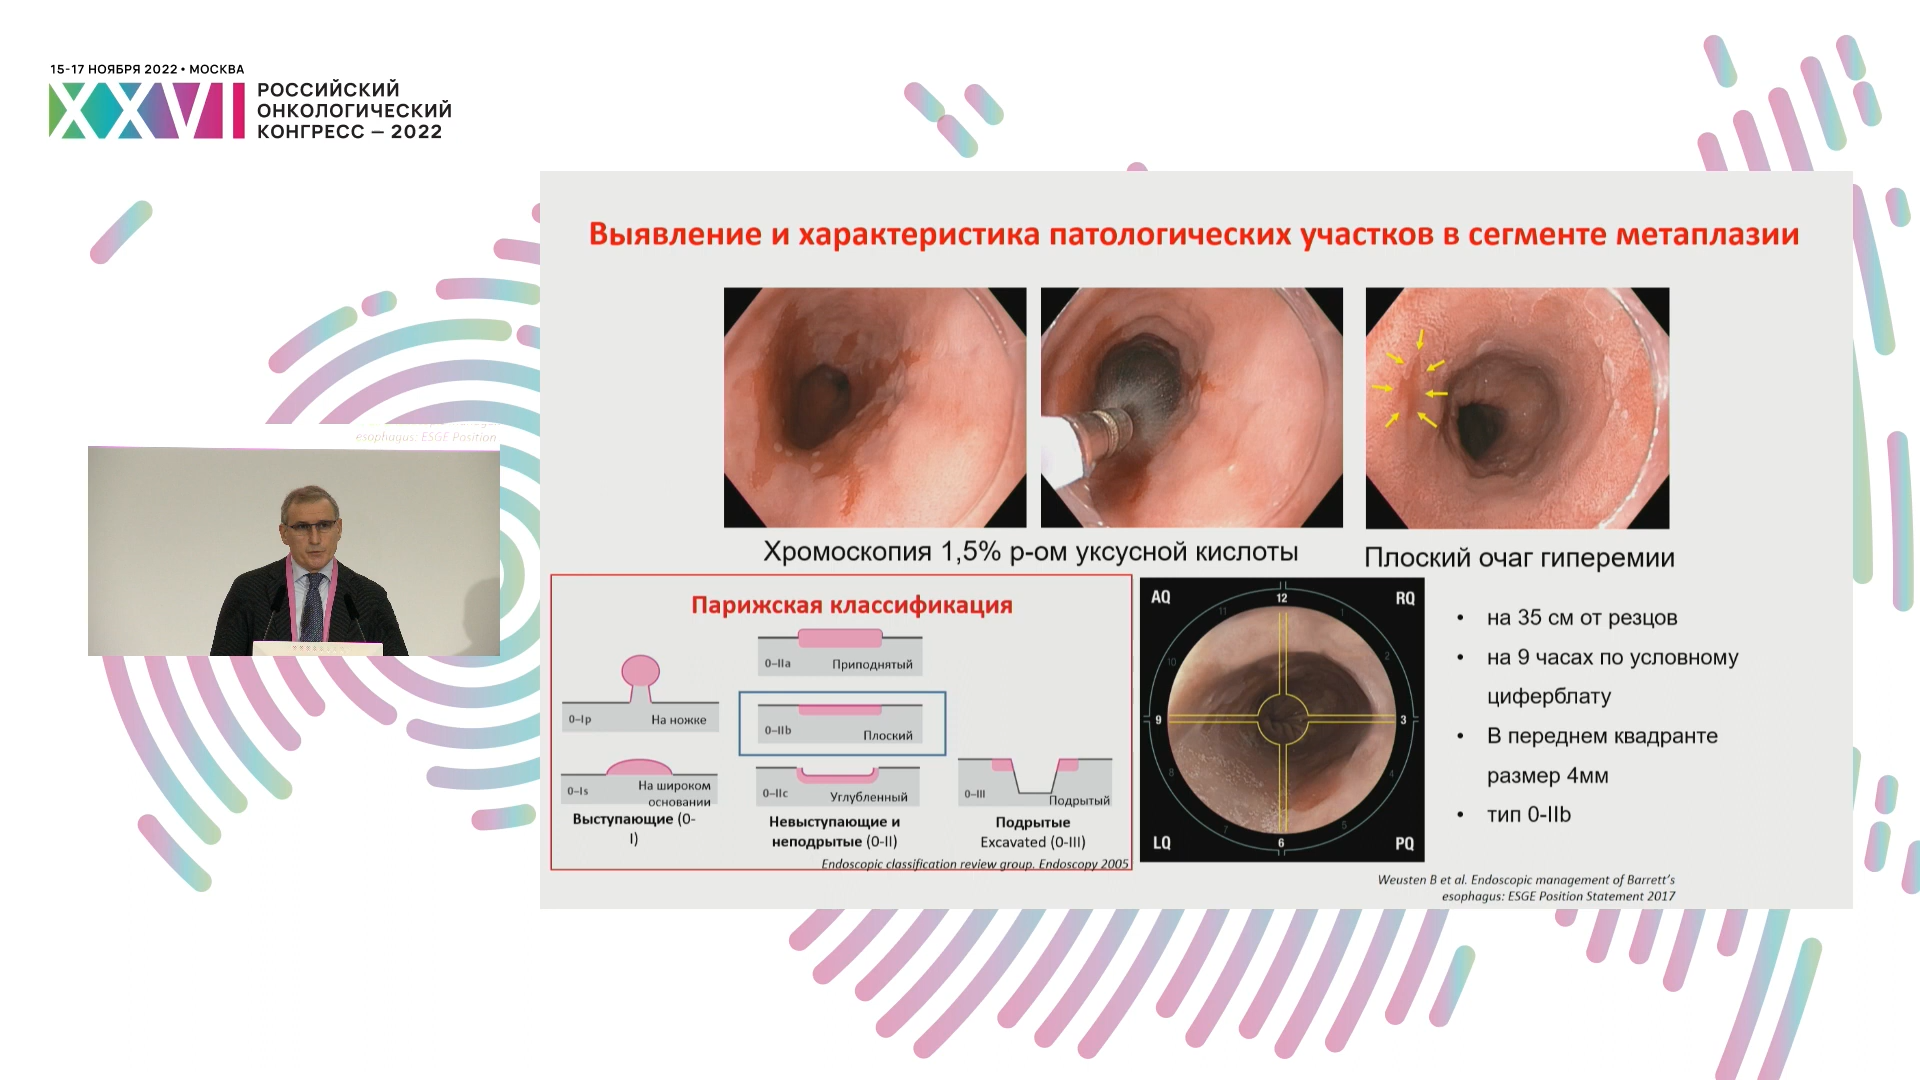 15-17 НОЯБРЯ 2022 • МОСКВА
XXVI
РОССИЙСКИЙ
ОНКОЛОГИЧЕСКИЙ
КОНГРЕСС – 2022
esophagus: ESGE Position
Выявление и характеристика патологических участков в сегменте метаплазии
Хромоскопия 1,5% р-ом уксусной кислоты
Плоский очаг гиперемии
Парижская классификация
0–Ip
На ножке
0–Is
На широком
основании
Выступающие (0-
I)
0–IIa
Приподнятый
0–IIb
Плоский
0–IIc
Углубленный
Невыступающие и
неподрытые (0-II)
0–III
Подрытый
Подрытые
Excavated (0-III)
Endoscopic classification review group. Endoscopy 2005
AQ
12
RQ
11
1
10
2
9
3
8
4
7
5
LQ
6
PQ
• на 35 см от резцов
• на 9 часах по условному
циферблату
• В переднем квадранте
размер 4мм
• тип 0-IIb
Weusten B et al. Endoscopic management of Barrett’s
esophagus: ESGE Position Statement 2017